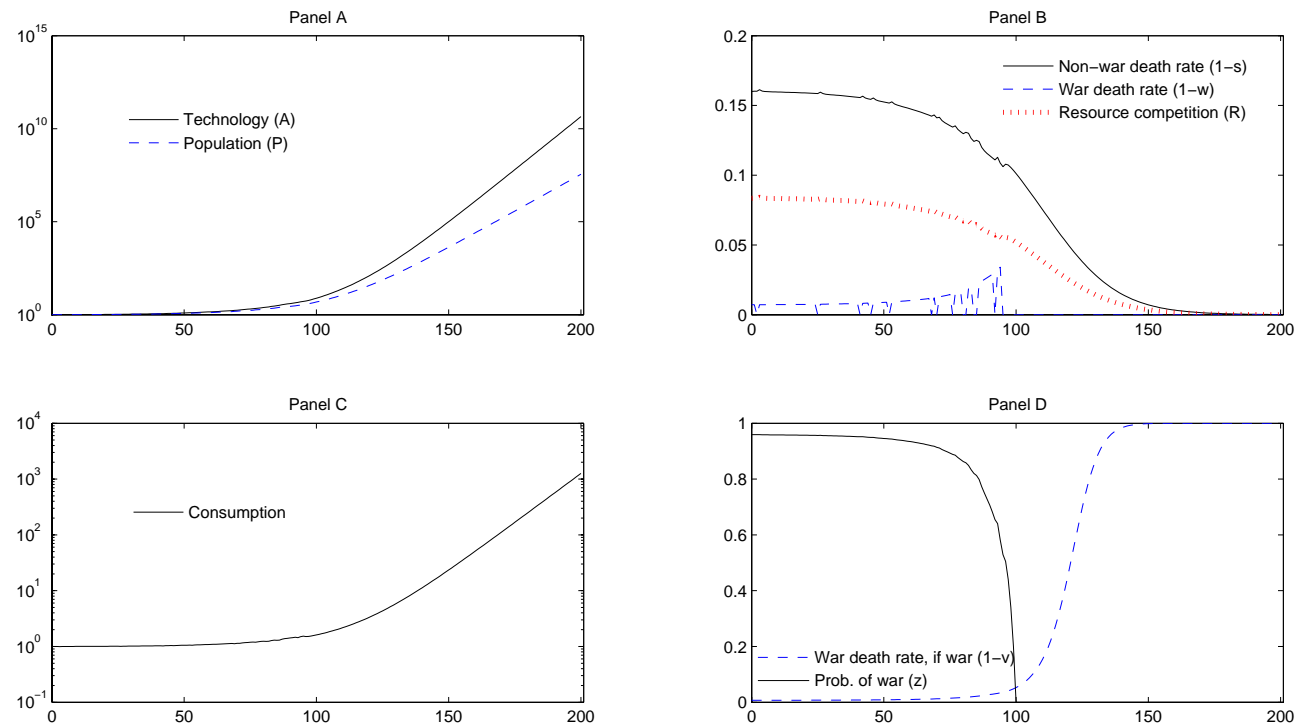 Panel A
10^15
10^10
10^5
10^0
Technology (A)
Population (P)
0 50 100 150 200
Panel B
0.2
0.15
0.1
0.05
0
Non−war death rate (1−s)
War death rate (1−w)
Resource competition (R)
0 50 100 150 200
Panel C
10^4
10^3
10^2
10^1
10^0
10^−1
Consumption
0 50 100 150 200
Panel D
1
0.8
0.6
0.4
0.2
0
War death rate, if war (1−v)
Prob. of war (z)
0 50 100 150 200